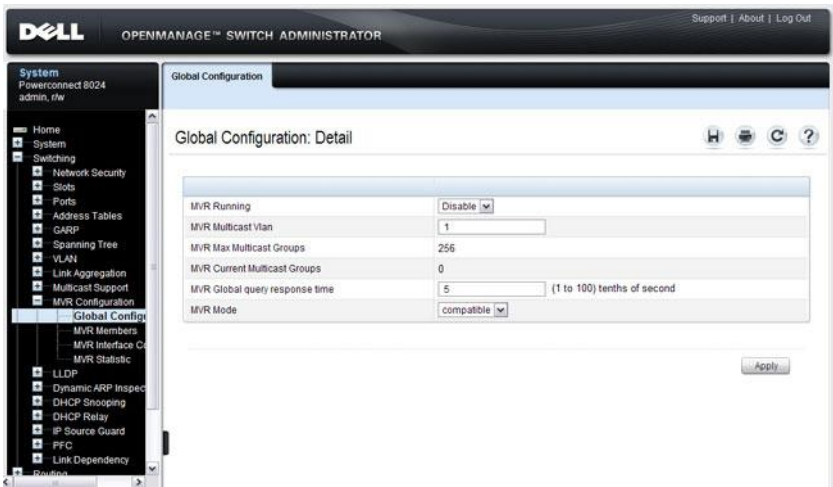 Support | About | Log Out
DELL
OPENMANAGE™ SWITCH ADMINISTRATOR
System
Powerconnect 8024
admin, r/w
Home
System
Switching
Network Security
Slots
Ports
Address Tables
GARP
Spanning Tree
VLAN
Link Aggregation
Multicast Support
MVR Configuration
Global Configu
MVR Members
MVR Interface Co
MVR Statistic
LLDP
Dynamic ARP Inspec
DHCP Snooping
DHCP Relay
IP Source Guard
PFC
Link Dependency
Routing
Global Configuration
Global Configuration: Detail
MVR Running Disable
MVR Multicast Vlan 1
MVR Max Multicast Groups 256
MVR Current Multicast Groups 0
MVR Global query response time 5 (1 to 100) tenths of second
MVR Mode compatible
Apply